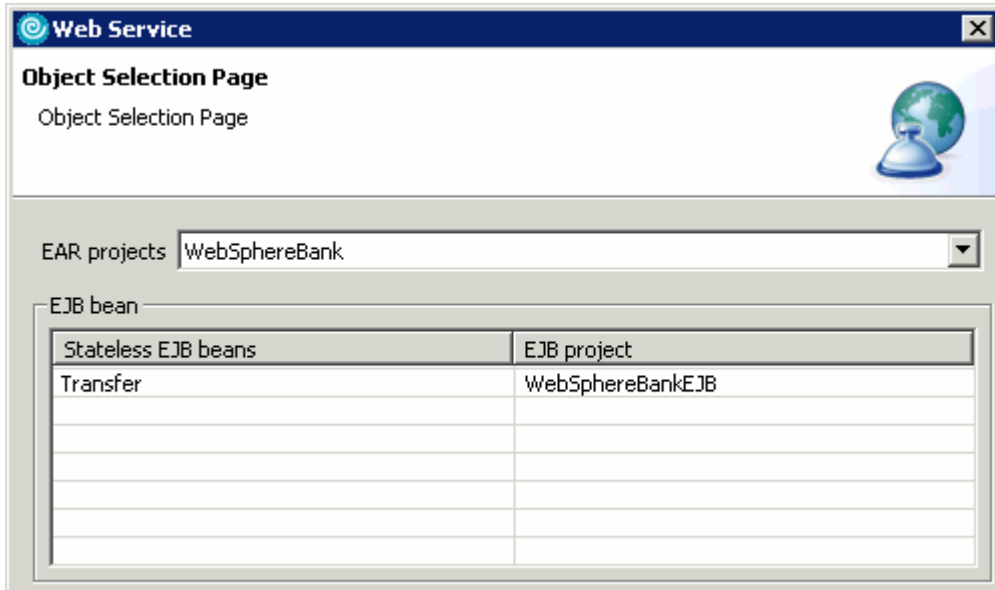 Web Service
Object Selection Page
Object Selection Page
EAR projects WebSphereBank
EJB bean
Stateless EJB beans EJB project
Transfer WebSphereBankEJB